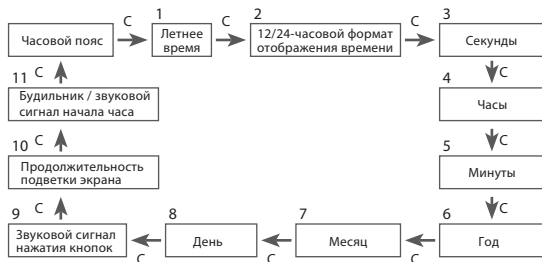 Часовой пояс
C
1
Летнее
время
C
2
12/24-часовой формат
отображения времени
C
3
Секунды
C
4
Часы
C
5
Минуты
C
6
Год
C
7
Месяц
C
8
День
C
9
Звуковой сигнал
нажатия кнопок
C
10
Продолжительность
подветки экрана
C
11
Будильник / звуковой
сигнал начала часа
C